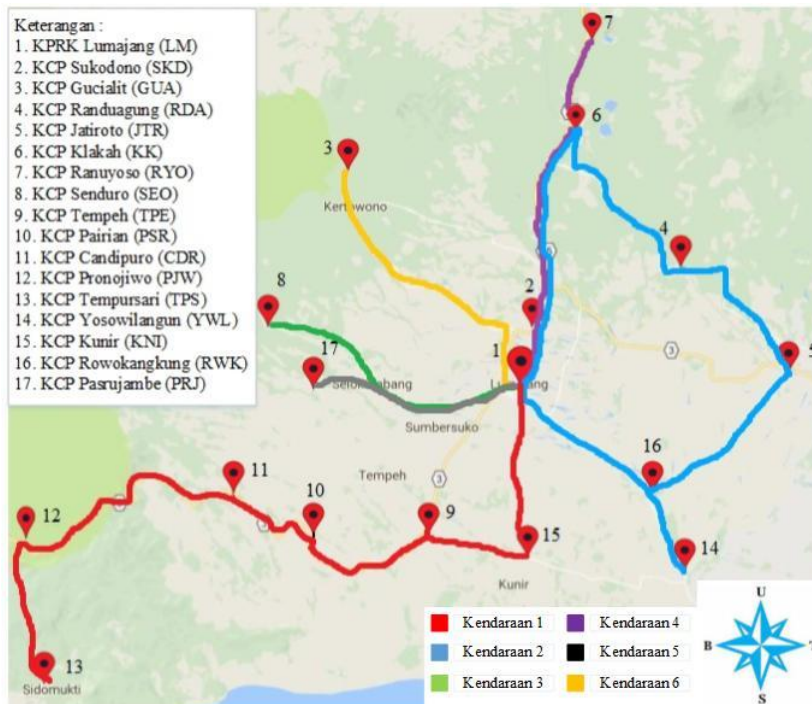 Keterangan :
1. KPRK Lumajang (LM)
2. KCP Sukodono (SKD)
3. KCP Gucialit (GUA)
4. KCP Randuagung (RDA)
5. KCP Jatiroto (JTR)
6. KCP Klakah (KK)
7. KCP Ranuyoso (RYO)
8. KCP Senduro (SEO)
9. KCP Tempeh (TPE)
10. KCP Pairian (PSR)
11. KCP Candipuro (CDR)
12. KCP Pronojiwo (PJW)
13. KCP Tempursari (TPS)
14. KCP Yosowilangun (YWL)
15. KCP Kunir (KNI)
16. KCP Rowokangkung (RWK)
17. KCP Pasrujambe (PRJ)
7
6
3
4
8
2
17
1
5
Sumbersuko
16
Tempeh
3
3
11
10
9
12
15
14
Kunir
13
Sidomukti
Kendaraan 1
Kendaraan 4
Kendaraan 2
Kendaraan 5
Kendaraan 3
Kendaraan 6
U
B
T
S